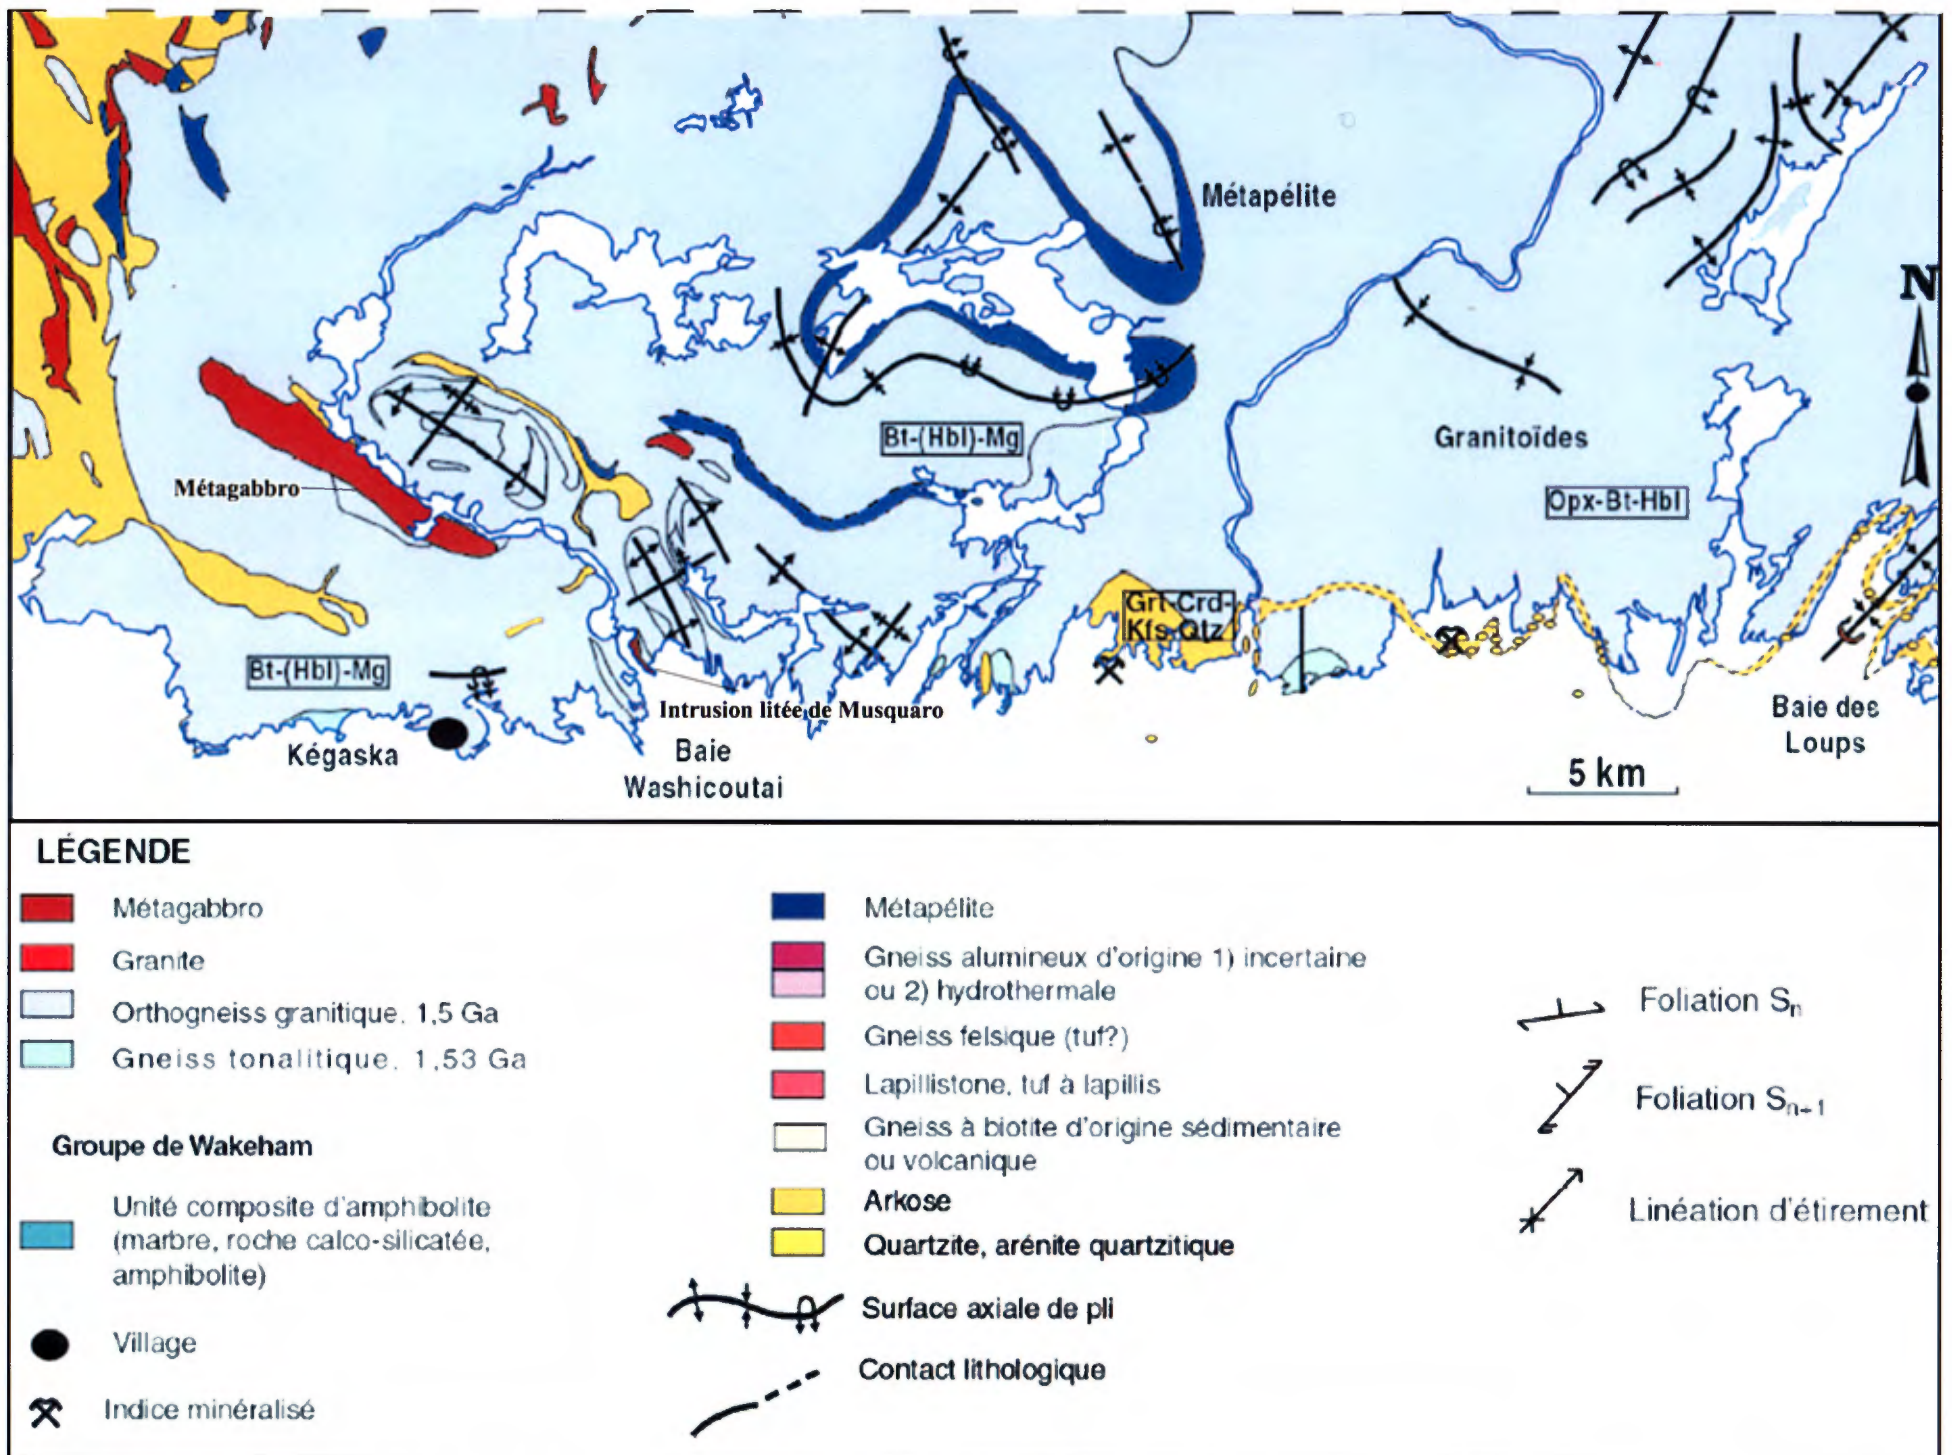 Métapélite
N
Bt-(Hbl)-Mg
Granitoïdes
Métagabbro
Opx-Bt-Hbl
Grt-Crd-
Kfs-Qtz
Bt-(Hbl)-Mg
Intrusion litée de Musquaro
Kégaska
Baie
Washicoutai
Baie des
Loups
5 km
LÉGENDE
Métagabbro
Granite
Orthogneiss granitique. 1,5 Ga
Gneiss tonalitique. 1,53 Ga
Groupe de Wakeham
Unité composite d'amphibolite
(marbre, roche calco-silicatée,
amphibolite)
Village
Indice minéralisé
Métapélite
Gneiss alumineux d'origine 1) incertaine
ou 2) hydrothermale
Gneiss felsique (tuf?)
Lapillistone, tuf à lapillis
Gneiss à biotite d'origine sédimentaire
ou volcanique
Arkose
Quartzite, arénite quartzitique
Surface axiale de pli
Contact lithologique
Foliation Sn
Foliation Sn+1
Linéation d'étirement